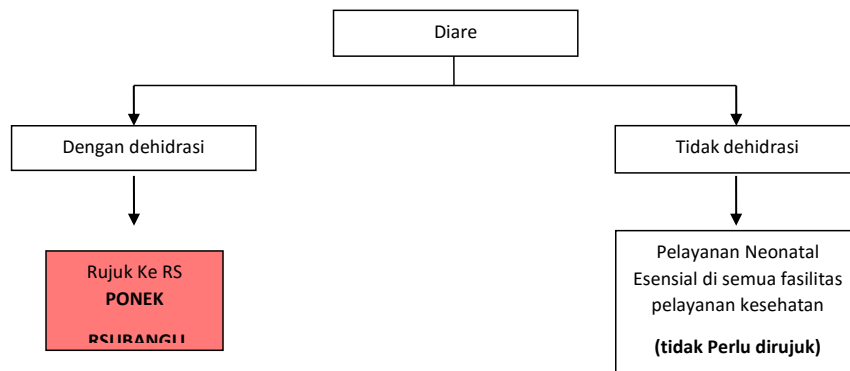 Diare
Dengan dehidrasi
Tidak dehidrasi
Rujuk Ke RS
PONEK
Pelayanan Neonatal
Esensial di semua fasilitas
pelayanan kesehatan
(tidak Perlu dirujuk)